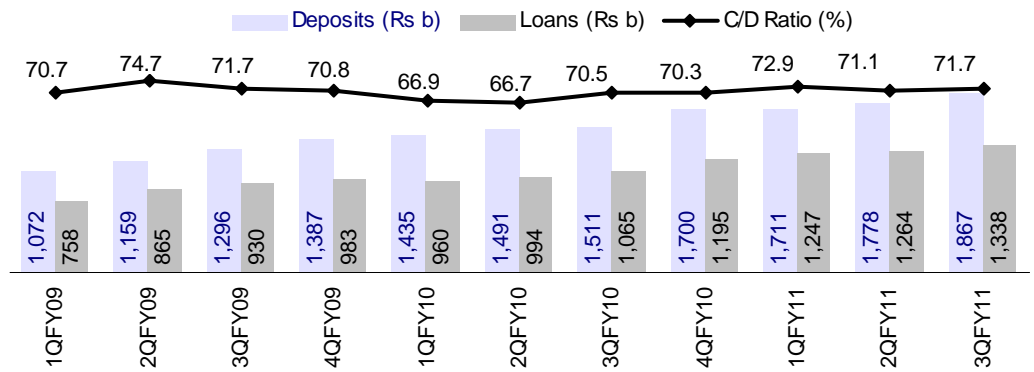 Deposits (Rs b) Loans (Rs b) C/D Ratio (%)
70.7 74.7 71.7 70.8 66.9 66.7 70.5 70.3 72.9 71.1 71.7
1,072 758 1,159 865 1,296 930 1,387 983 1,435 960 1,491 994 1,511 1,065 1,700 1,195 1,711 1,247 1,778 1,264 1,867 1,338
1QFY09 2QFY09 3QFY09 4QFY09 1QFY10 2QFY10 3QFY10 4QFY10 1QFY11 2QFY11 3QFY11